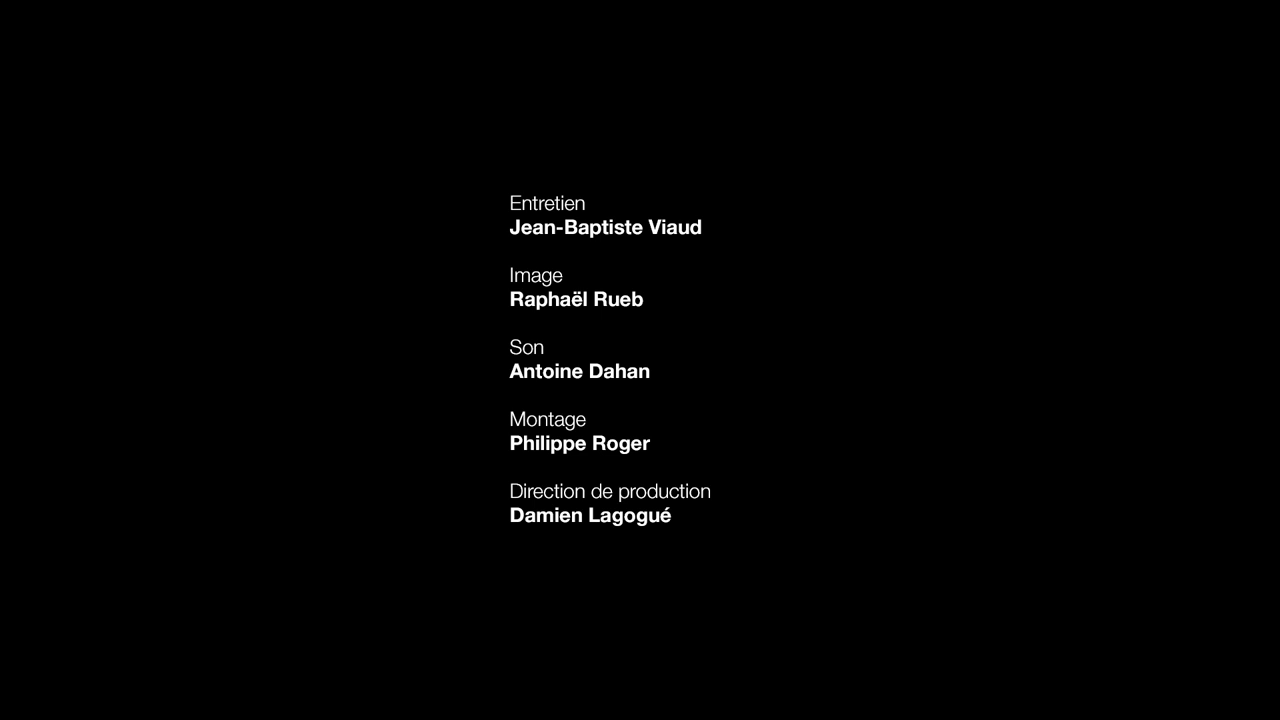 Entretien
Jean-Baptiste Viaud
Image
Raphaël Rueb
Son
Antoine Dahan
Montage
Philippe Roger
Direction de production
Damien Lagogué